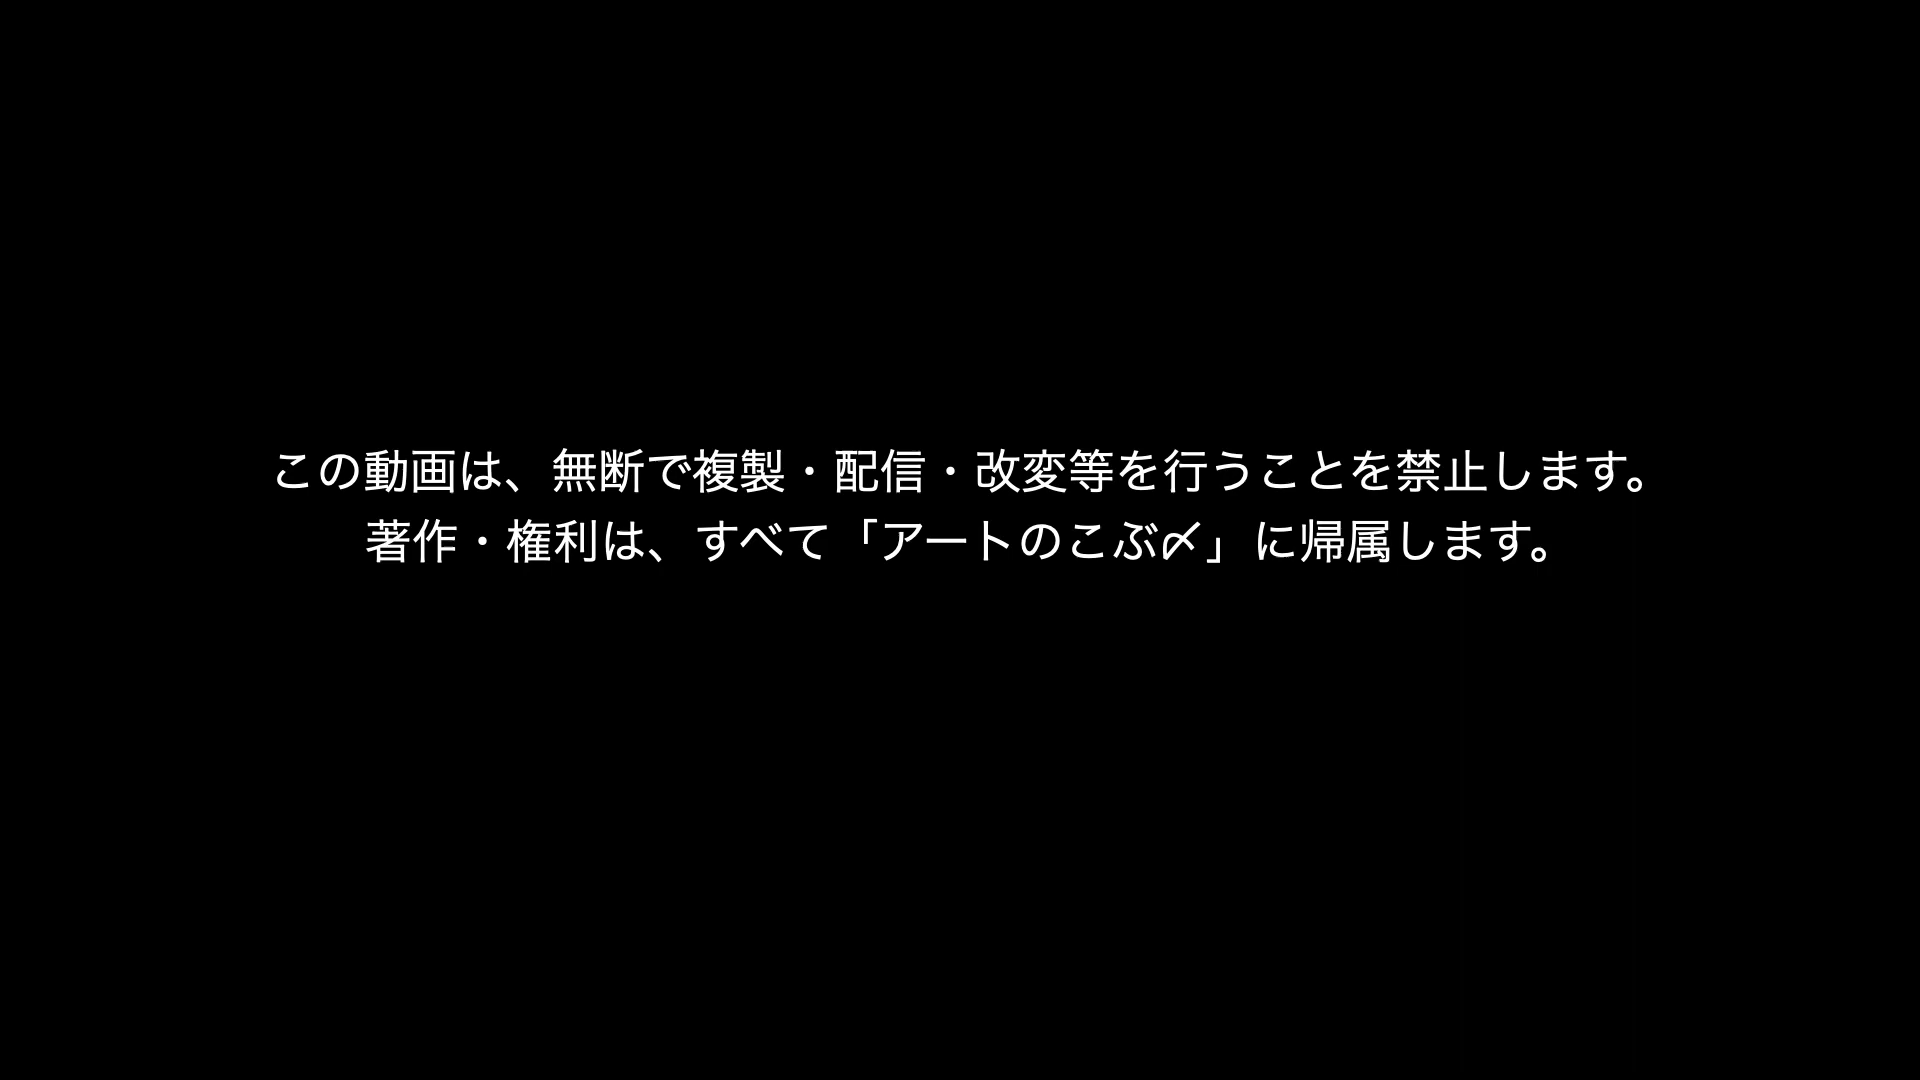 この動画は、無断で複製・配信・改変等を行うことを禁止します。
著作・権利は、すべて「アートのこぶ〆」に帰属します。